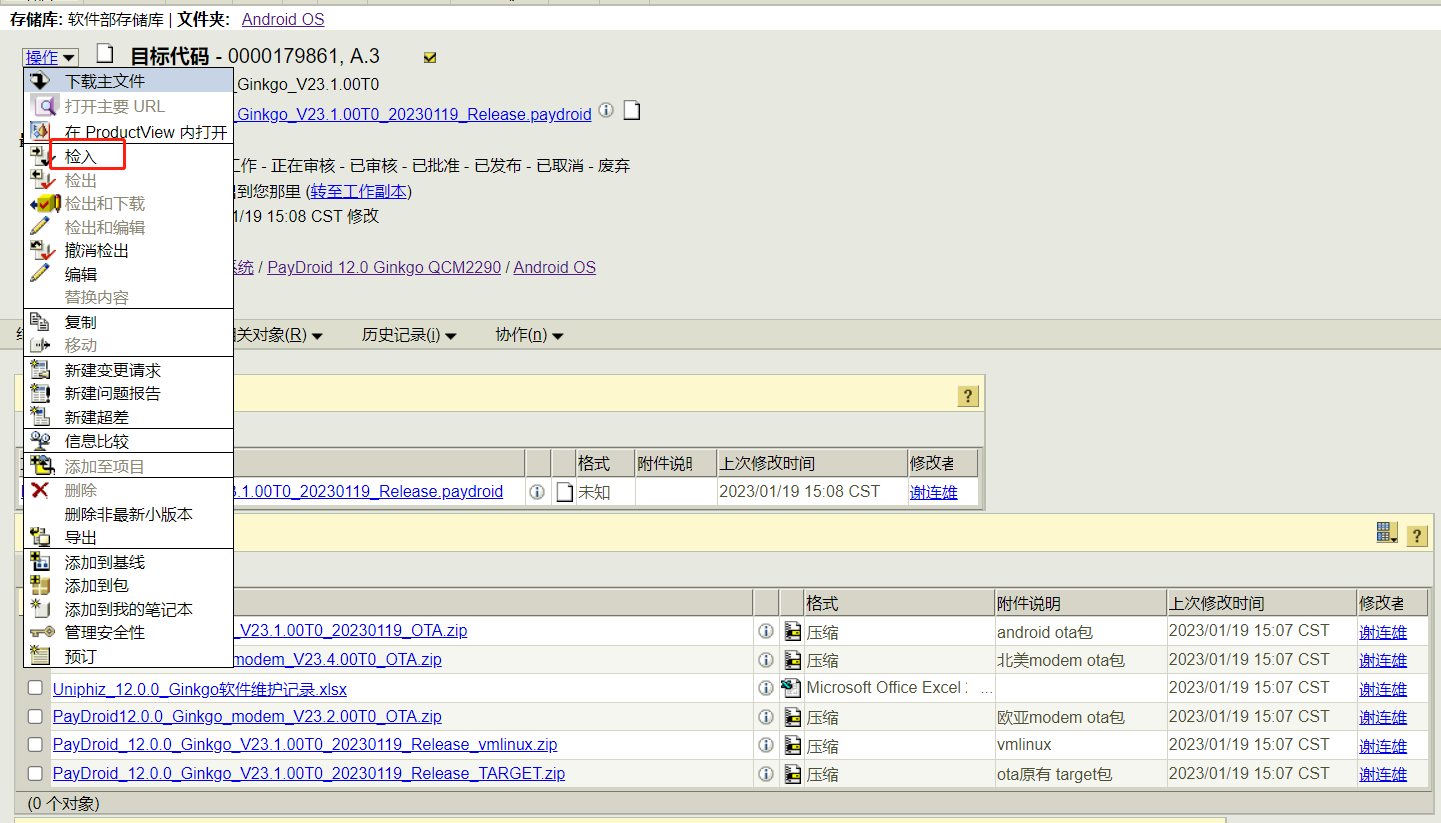 存储库: 软件部存储库 | 文件夹: Android OS
操作 目标代码 - 0000179861, A.3
_Ginkgo_V23.1.00T0
_Ginkgo_V23.1.00T0_20230119_Release.paydroid
工作 - 正在审核 - 已审核 - 已批准 - 已发布 - 已取消 - 废弃
出到您那里 (转至工作副本)
1/19 15:08 CST 修改
系统 / PayDroid 12.0 Ginkgo QCM2290 / Android OS
下载主文件
打开主要 URL
在 ProductView 内打开
检入
检出
检出和下载
检出和编辑
撤消检出
编辑
替换内容
复制
移动
新建变更请求
新建问题报告
新建超差
信息比较
添加至项目
删除
删除非最新小版本
导出
添加到基线
添加到包
添加到我的笔记本
管理安全性
预订
关对象(R) 历史记录(i) 协作(n)
?
格式 附件说明 上次修改时间 修改者
3.1.00T0_20230119_Release.paydroid 未知 2023/01/19 15:08 CST 谢连雄
?
格式 附件说明 上次修改时间 修改者
_V23.1.00T0_20230119_OTA.zip 压缩 android ota包 2023/01/19 15:07 CST 谢连雄
modem_V23.4.00T0_OTA.zip 压缩 北美modem ota包 2023/01/19 15:07 CST 谢连雄
Uniphiz_12.0.0_Ginkgo软件维护记录.xlsx Microsoft Office Excel ... 2023/01/19 15:07 CST 谢连雄
PayDroid12.0.0_Ginkgo_modem_V23.2.00T0_OTA.zip 压缩 欧亚modem ota包 2023/01/19 15:07 CST 谢连雄
PayDroid_12.0.0_Ginkgo_V23.1.00T0_20230119_Release_vmlinux.zip 压缩 vmlinux 2023/01/19 15:07 CST 谢连雄
PayDroid_12.0.0_Ginkgo_V23.1.00T0_20230119_Release_TARGET.zip 压缩 ota原有 target包 2023/01/19 15:07 CST 谢连雄
(0 个对象)